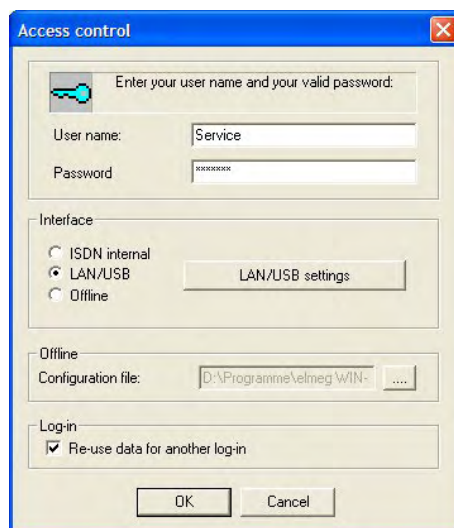 Access control
Enter your user name and your valid password:
User name: Service
Password *******
Interface
ISDN internal
LAN/USB
LAN/USB settings
Offline
Offline
Configuration file: D:\Programme\elmeg WIN- ....
Log-in
Re-use data for another log-in
OK Cancel